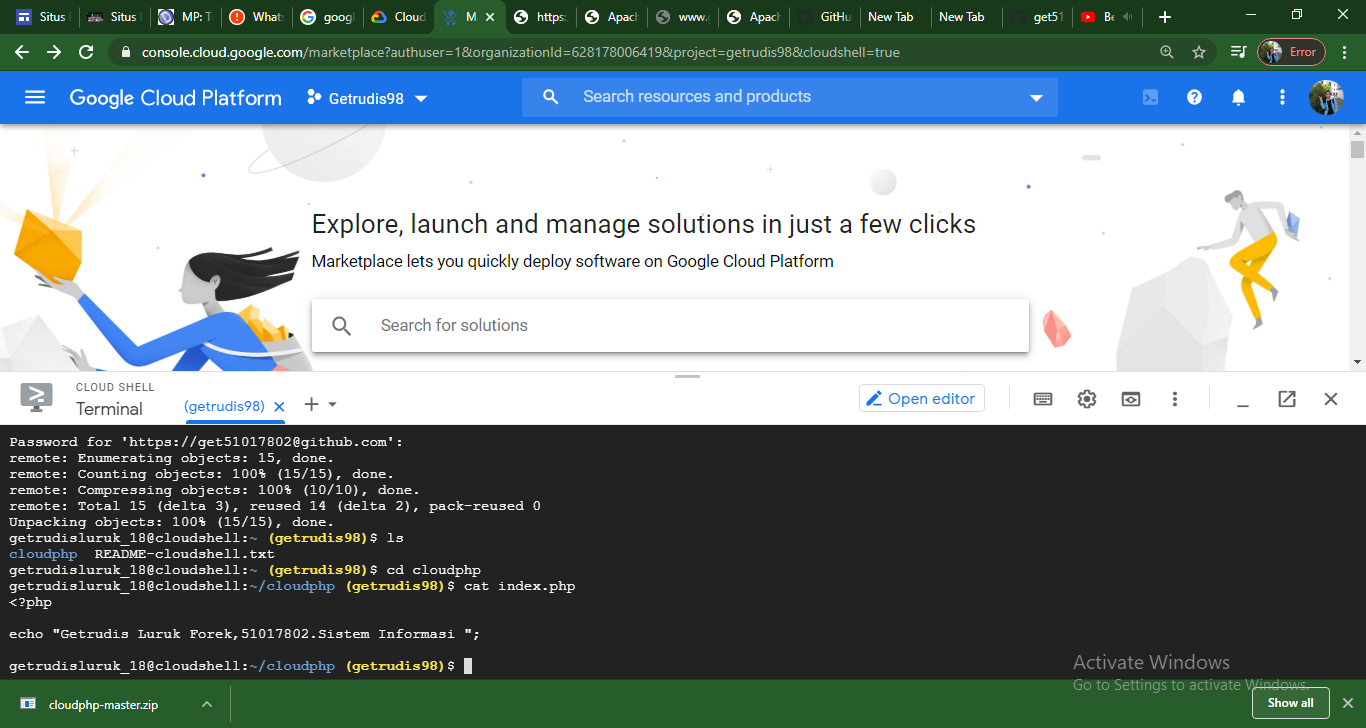 Situs
Situs
MP: T
What
goog
Cloud
M
https:
Apach
www.g
Apach
GitHu
New Tab
New Tab
get51
Be
console.cloud.google.com/marketplace?authuser=1&organizationId=628178006419&project=getrudis98&cloudshell=true
Error
Google Cloud Platform
Getrudis98
Search resources and products
Explore, launch and manage solutions in just a few clicks
Marketplace lets you quickly deploy software on Google Cloud Platform
Search for solutions
CLOUD SHELL
Terminal
(getrudis98)
Open editor
Password for 'https://get51017802@github.com':
remote: Enumerating objects: 15, done.
remote: Counting objects: 100% (15/15), done.
remote: Compressing objects: 100% (10/10), done.
remote: Total 15 (delta 3), reused 14 (delta 2), pack-reused 0
Unpacking objects: 100% (15/15), done.
getrudisluruk_18@cloudshell:~ (getrudis98)$ ls
cloudphp  README-cloudshell.txt
getrudisluruk_18@cloudshell:~ (getrudis98)$ cd cloudphp
getrudisluruk_18@cloudshell:~/cloudphp (getrudis98)$ cat index.php
<?php
echo "Getrudis Luruk Forek,51017802.Sistem Informasi ";
getrudisluruk_18@cloudshell:~/cloudphp (getrudis98)$
Activate Windows
Go to Settings to activate Windows.
cloudphp-master.zip
Show all